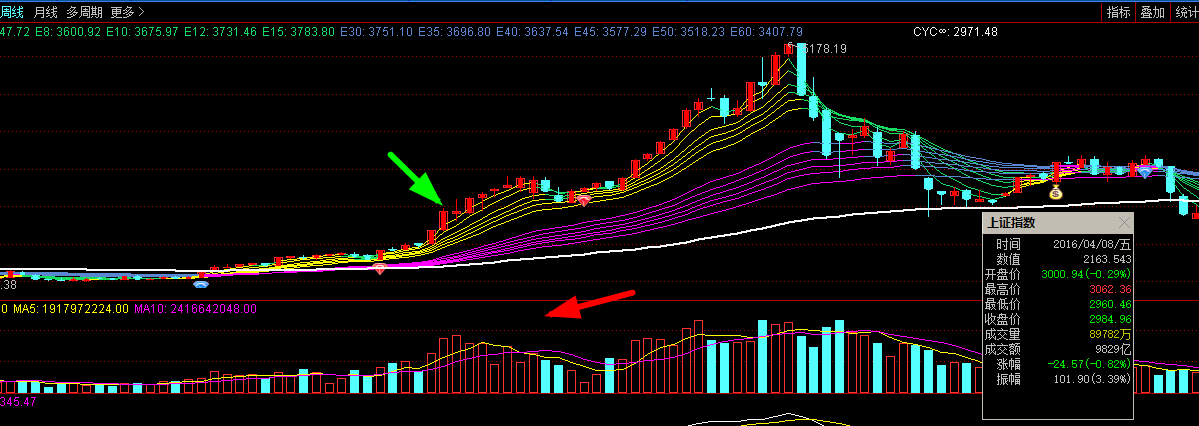 周线 月线 多周期 更多 指标 叠加 统计
47.72 E8: 3600.92 E10: 3675.97 E12: 3731.46 E15: 3783.80 E30: 3751.10 E35: 3696.80 E40: 3637.54 E45: 3577.29 E50: 3518.23 E60: 3407.79 CYC∞: 2971.48
5178.19
.38
上证指数
时间 2016/04/08/五
数值 2163.543
开盘价 3000.94(-0.29%)
最高价 3062.36
最低价 2960.46
收盘价 2984.96
成交量 89782万
成交额 9829亿
涨幅 -24.57(-0.82%)
振幅 101.90(3.39%)
0 MA5: 1917972224.00 MA10: 2416642048.00
345.47